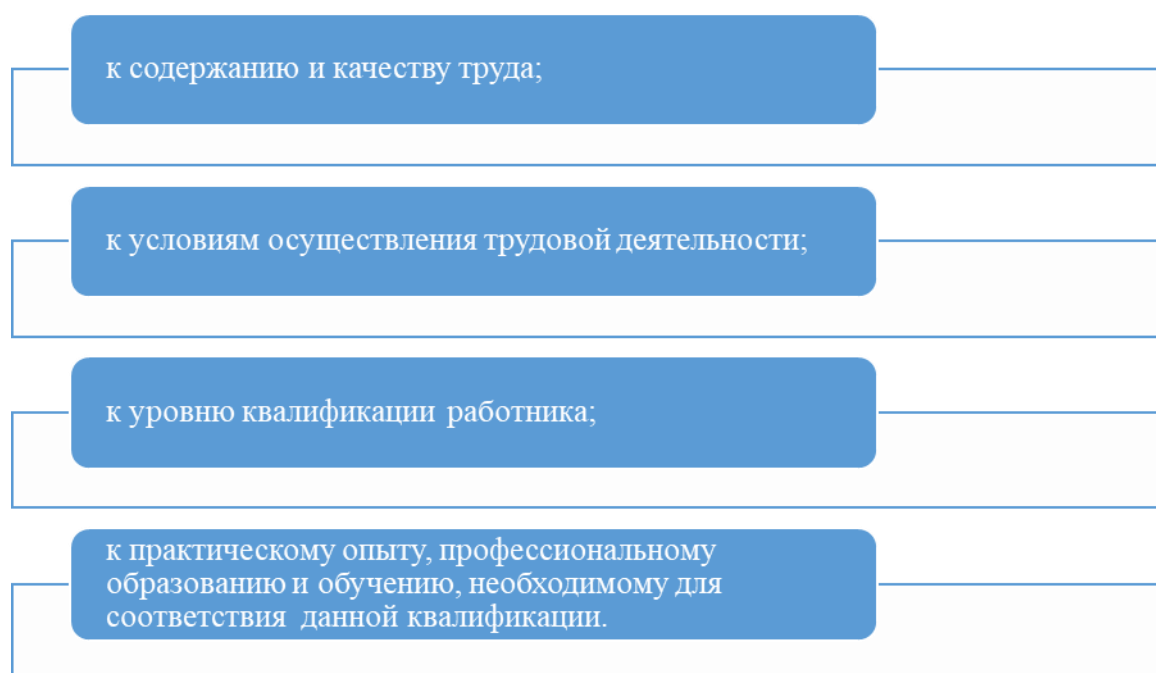 к содержанию и качеству труда;
к условиям осуществления трудовой деятельности;
к уровню квалификации работника;
к практическому опыту, профессиональному
образованию и обучению, необходимому для
соответствия данной квалификации.